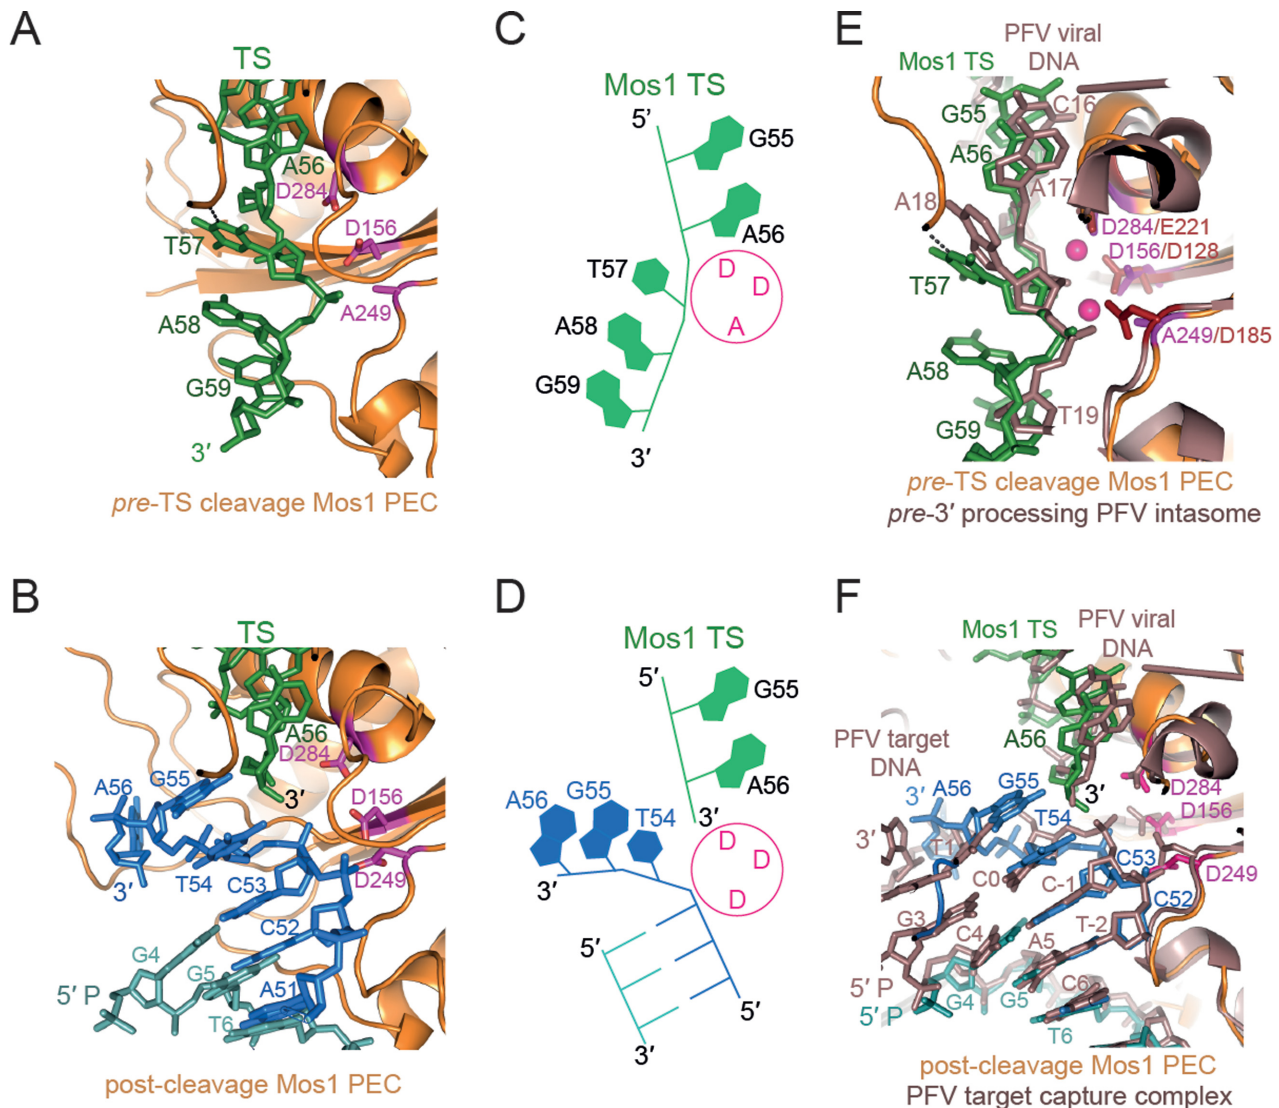 A
TS
A56
D284
D156
T57
A249
A58
G59
3′
pre-TS cleavage Mos1 PEC
B
TS
A56
D284
3′
D156
A56
G55
D249
3′
T54
C53
C52
G4
G5
A51
5′ P
T6
post-cleavage Mos1 PEC
C
Mos1 TS
5′
G55
A56
T57
D
D
A58
A
G59
3′
D
Mos1 TS
5′
G55
A56
A56
G55
T54
3′
D
D
D
3′
5′
5′
3′
E
PFV viral
DNA
Mos1 TS
C16
G55
A56
A17
A18
D284/E221
D156/D128
T57
A249/D185
A58
T19
G59
pre-TS cleavage Mos1 PEC
pre-3′ processing PFV intasome
F
Mos1 TS
PFV viral
DNA
A56
PFV target
DNA
3′
A56
G55
3′
D284
T54
D156
3′
C53
D249
C0
C-1
C52
G3
C4
A5
T-2
5′ P
G4
G5
C6
5′ P
T6
post-cleavage Mos1 PEC
PFV target capture complex